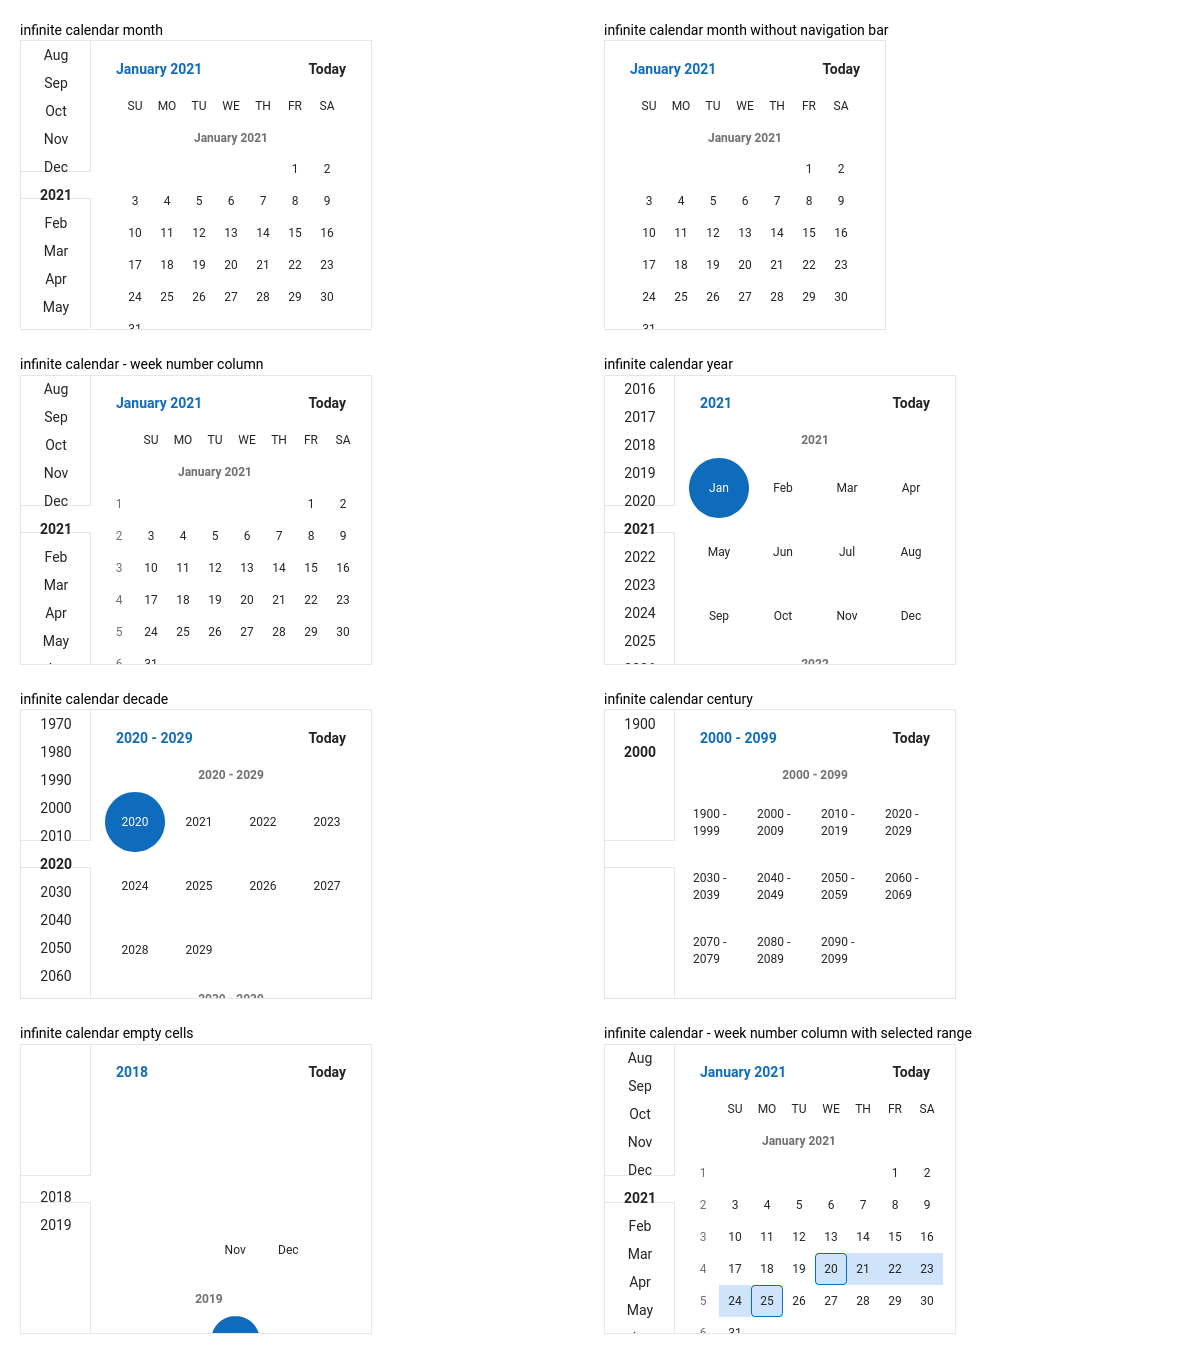 infinite calendar month
Aug
Sep
Oct
Nov
Dec
2021
Feb
Mar
Apr
May
January 2021 Today
SU MO TU WE TH FR SA
January 2021
1 2
3 4 5 6 7 8 9
10 11 12 13 14 15 16
17 18 19 20 21 22 23
24 25 26 27 28 29 30
31
infinite calendar month without navigation bar
January 2021 Today
SU MO TU WE TH FR SA
January 2021
1 2
3 4 5 6 7 8 9
10 11 12 13 14 15 16
17 18 19 20 21 22 23
24 25 26 27 28 29 30
31
infinite calendar - week number column
Aug
Sep
Oct
Nov
Dec
2021
Feb
Mar
Apr
May
January 2021 Today
SU MO TU WE TH FR SA
January 2021
1 1 2
2 3 4 5 6 7 8 9
3 10 11 12 13 14 15 16
4 17 18 19 20 21 22 23
5 24 25 26 27 28 29 30
6 31
infinite calendar year
2016
2017
2018
2019
2020
2021
2022
2023
2024
2025
2021 Today
2021
Jan Feb Mar Apr
May Jun Jul Aug
Sep Oct Nov Dec
2022
infinite calendar decade
1970
1980
1990
2000
2010
2020
2030
2040
2050
2060
2020 - 2029 Today
2020 - 2029
2020 2021 2022 2023
2024 2025 2026 2027
2028 2029
2030 - 2039
infinite calendar century
1900
2000
2000 - 2099 Today
2000 - 2099
1900 - 2000 - 2010 - 2020 -
1999 2009 2019 2029
2030 - 2040 - 2050 - 2060 -
2039 2049 2059 2069
2070 - 2080 - 2090 -
2079 2089 2099
infinite calendar empty cells
2018
2019
2018 Today
Nov Dec
2019
infinite calendar - week number column with selected range
Aug
Sep
Oct
Nov
Dec
2021
Feb
Mar
Apr
May
January 2021 Today
SU MO TU WE TH FR SA
January 2021
1 1 2
2 3 4 5 6 7 8 9
3 10 11 12 13 14 15 16
4 17 18 19 20 21 22 23
5 24 25 26 27 28 29 30
6 31